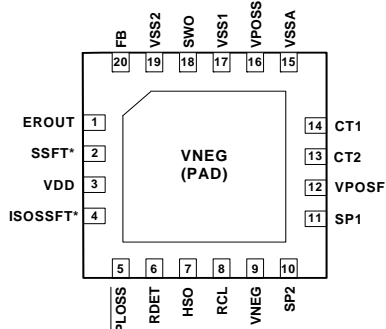 FB
VSS2
SWO
VSS1
VPOSS
VSSA
20
19
18
17
16
15
EROUT 1
SSFT* 2
VDD 3
ISOSSFT* 4
VNEG
(PAD)
14 CT1
13 CT2
12 VPOSF
11 SP1
5
6
7
8
9
10
PLOSS
RDET
HSO
RCL
VNEG
SP2